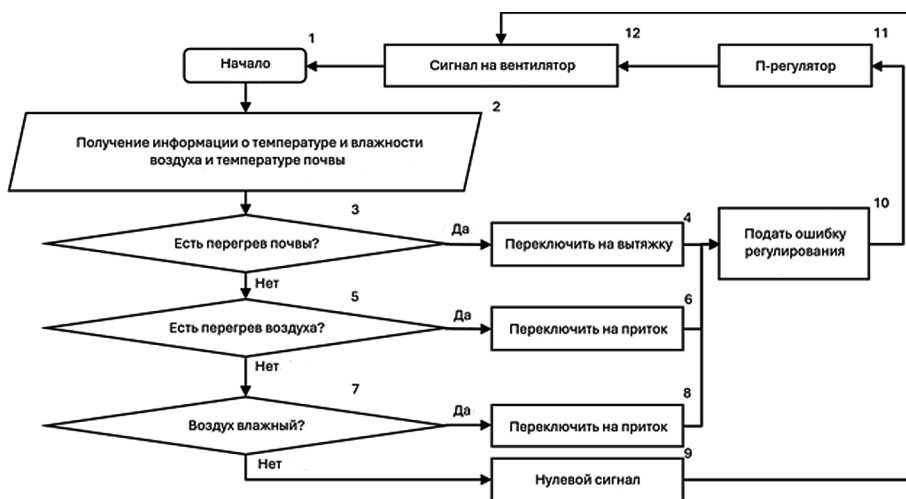 1
Начало
12
Сигнал на вентилятор
11
П-регулятор
2
Получение информации о температуре и влажности
воздуха и температуре почвы
3
Есть перегрев почвы?
Да
4
Переключить на вытяжку
10
Подать ошибку
регулирования
Нет
5
Есть перегрев воздуха?
Да
6
Переключить на приток
Нет
7
Воздух влажный?
Да
8
Переключить на приток
Нет
9
Нулевой сигнал